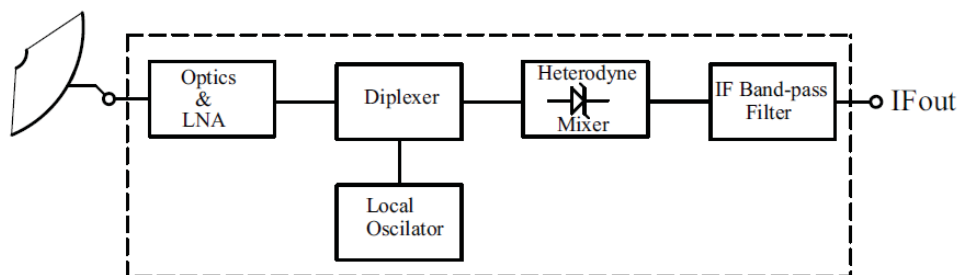 Optics
&
LNA
Diplexer
Heterodyne
Mixer
IF Band-pass
Filter
IFout
Local
Oscilator